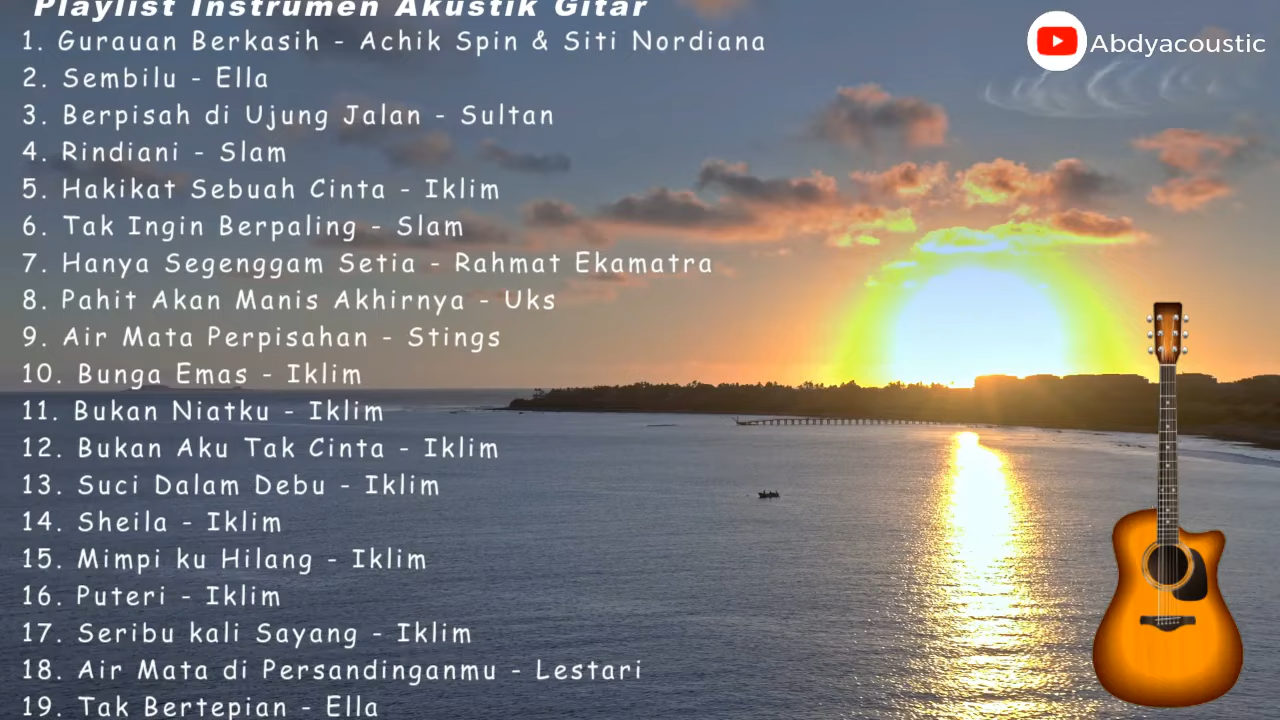 Playlist Instrumen Akustik Gitar
1. Gurauan Berkasih - Achik Spin & Siti Nordiana
2. Sembilu - Ella
3. Berpisah di Ujung Jalan - Sultan
4. Rindiani - Slam
5. Hakikat Sebuah Cinta - Iklim
6. Tak Ingin Berpaling - Slam
7. Hanya Segenggam Setia - Rahmat Ekamatra
8. Pahit Akan Manis Akhirnya - Uks
9. Air Mata Perpisahan - Stings
10. Bunga Emas - Iklim
11. Bukan Niatku - Iklim
12. Bukan Aku Tak Cinta - Iklim
13. Suci Dalam Debu - Iklim
14. Sheila - Iklim
15. Mimpi ku Hilang - Iklim
16. Puteri - Iklim
17. Seribu kali Sayang - Iklim
18. Air Mata di Persandinganmu - Lestari
19. Tak Bertepian - Ella
Abdyacoustic